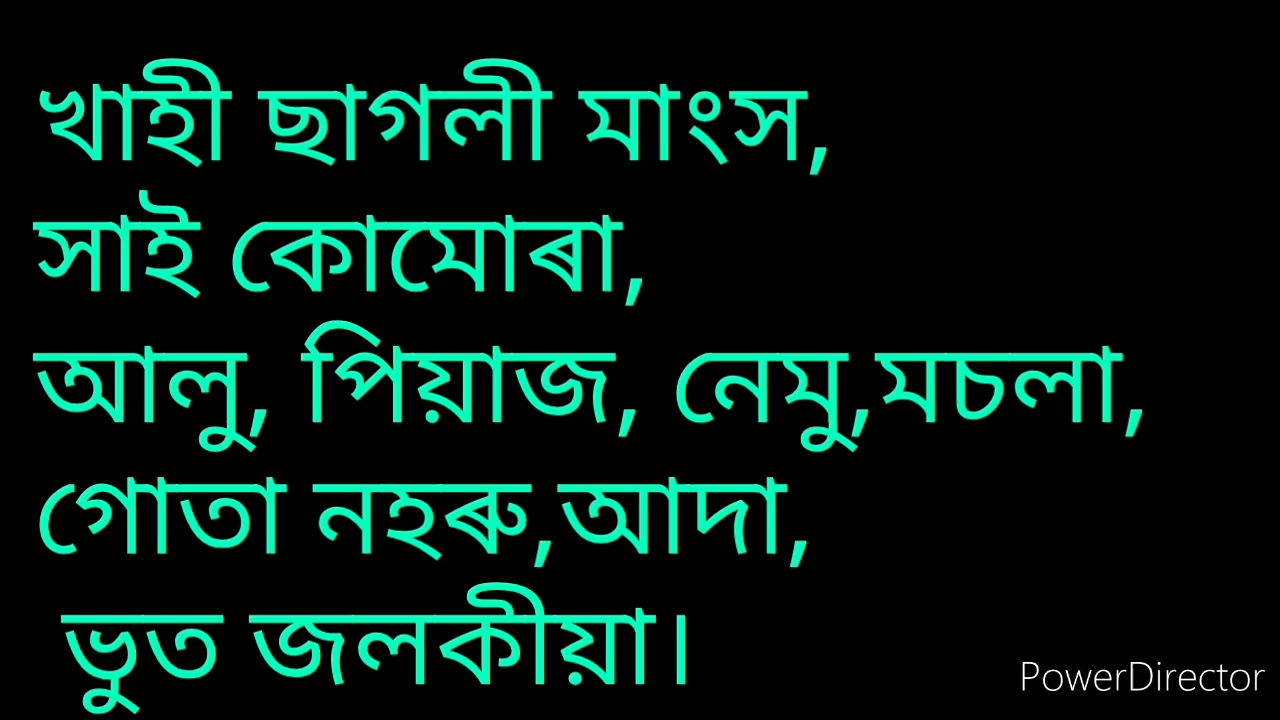 খাহী ছাগলী মাংস,
সাই কোমোৰা,
আলু, পিয়াজ, নেমু,মচলা,
গোতা নহৰু,আদা,
ভুত জলকীয়া।
PowerDirector